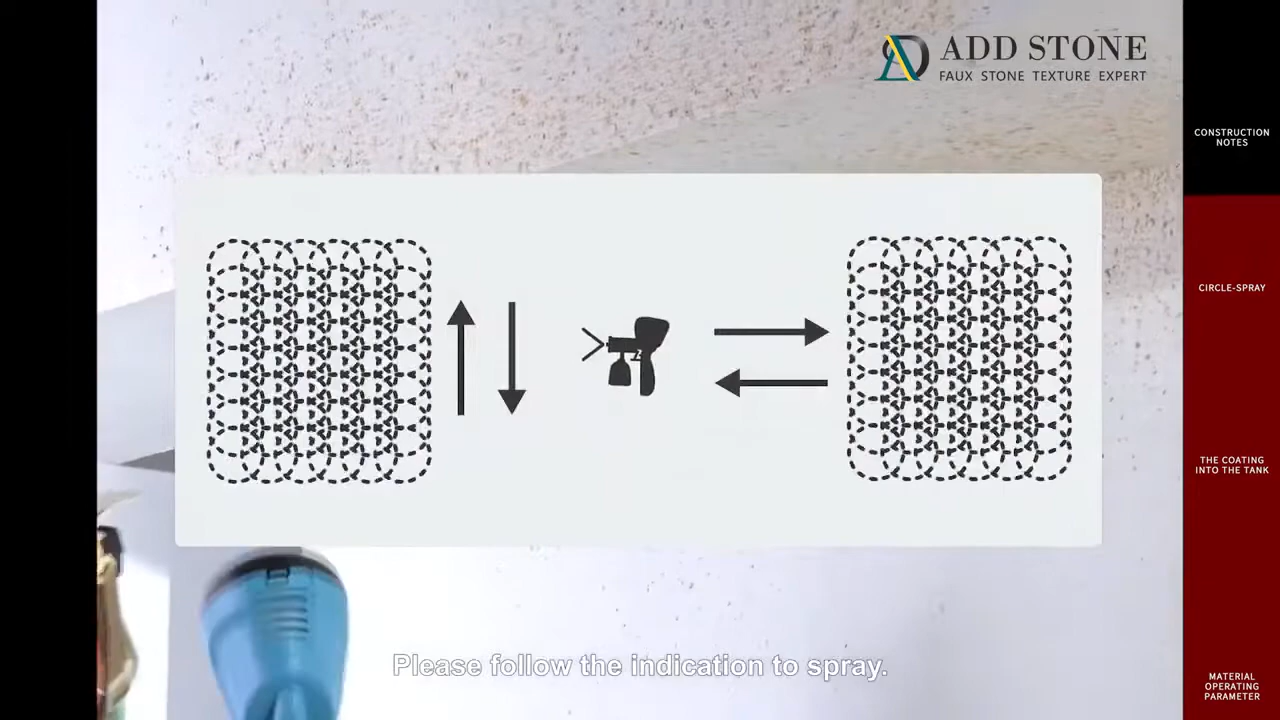 ADD STONE
FAUX STONE TEXTURE EXPERT
CONSTRUCTION
NOTES
CIRCLE-SPRAY
THE COATING
INTO THE TANK
Please follow the indication to spray.
MATERIAL
OPERATING
PARAMETER